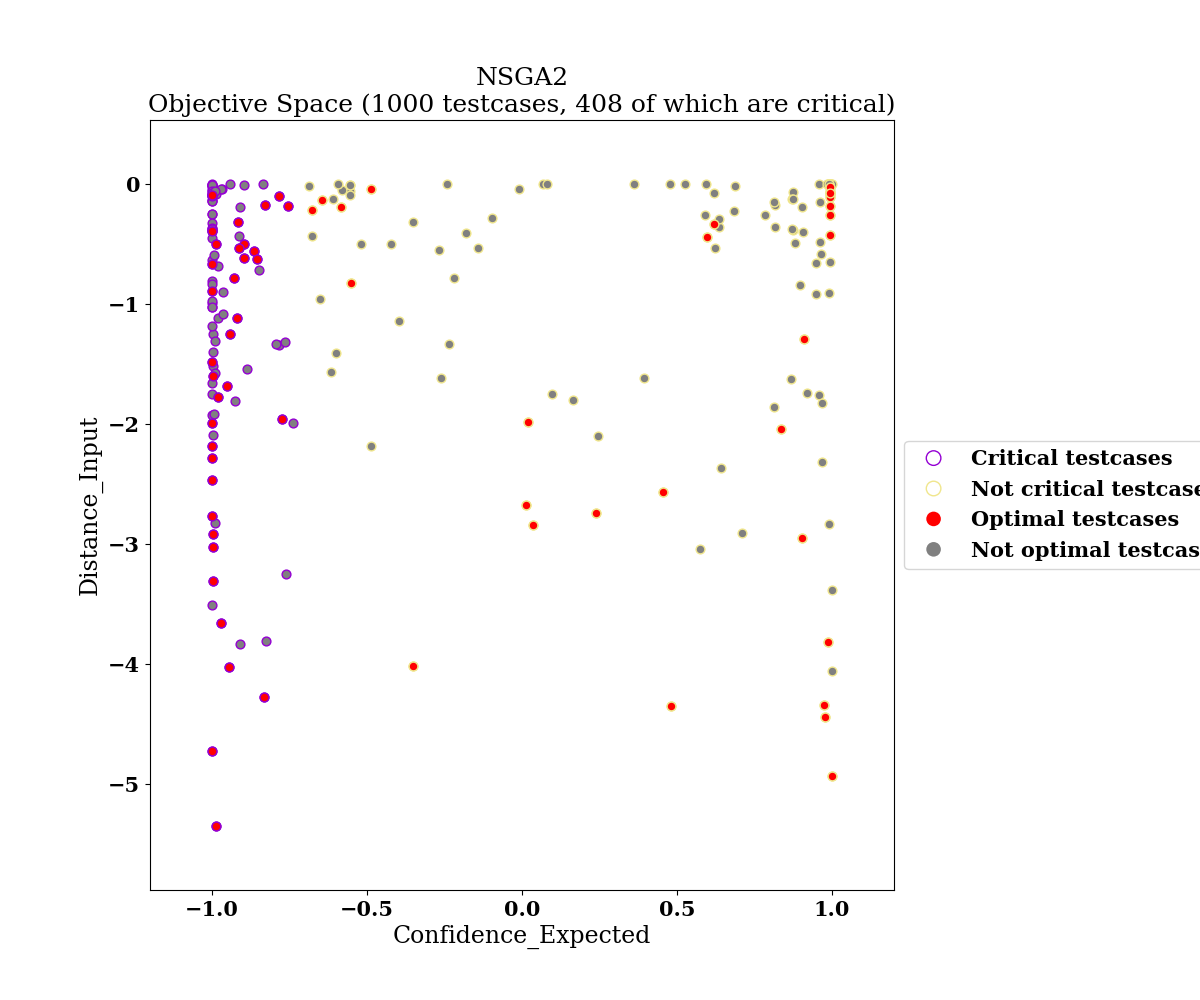 NSGA2
Objective Space (1000 testcases, 408 of which are critical)
0
−1
−2
−3
−4
−5
Distance_Input
−1.0
−0.5
0.0
0.5
1.0
Confidence_Expected
Critical testcases
Not critical testcase
Optimal testcases
Not optimal testcas